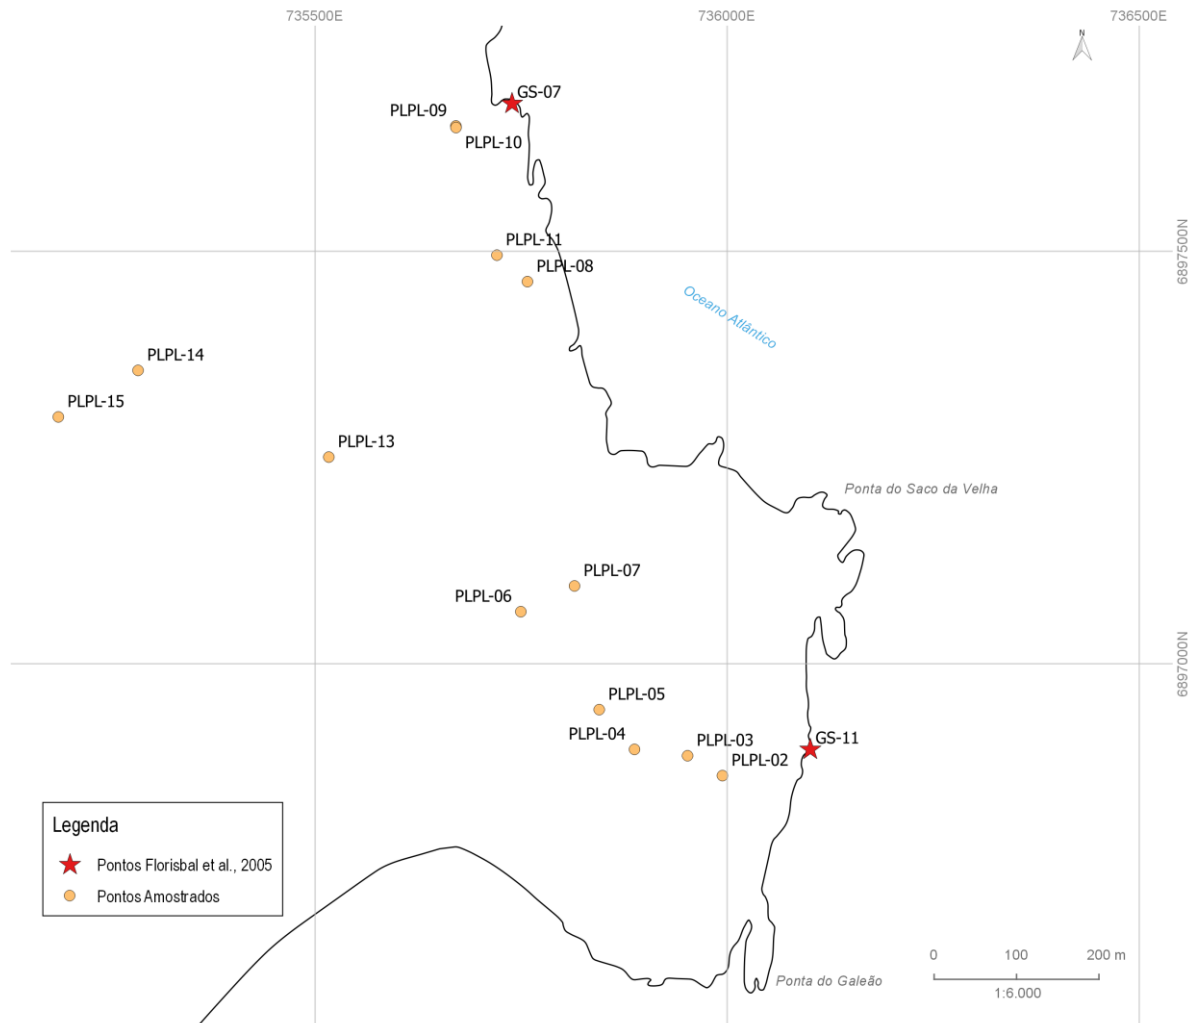 735500E
736000E
736500E
N
GS-07
PLPL-09
PLPL-10
6897500N
PLPL-11
PLPL-08
Oceano Atlântico
PLPL-14
PLPL-15
PLPL-13
Ponta do Saco da Velha
PLPL-07
PLPL-06
6897000N
PLPL-05
PLPL-04
PLPL-03
GS-11
PLPL-02
Legenda
Pontos Florisbal et al., 2005
Pontos Amostrados
0 100 200 m
1:6.000
Ponta do Galeão